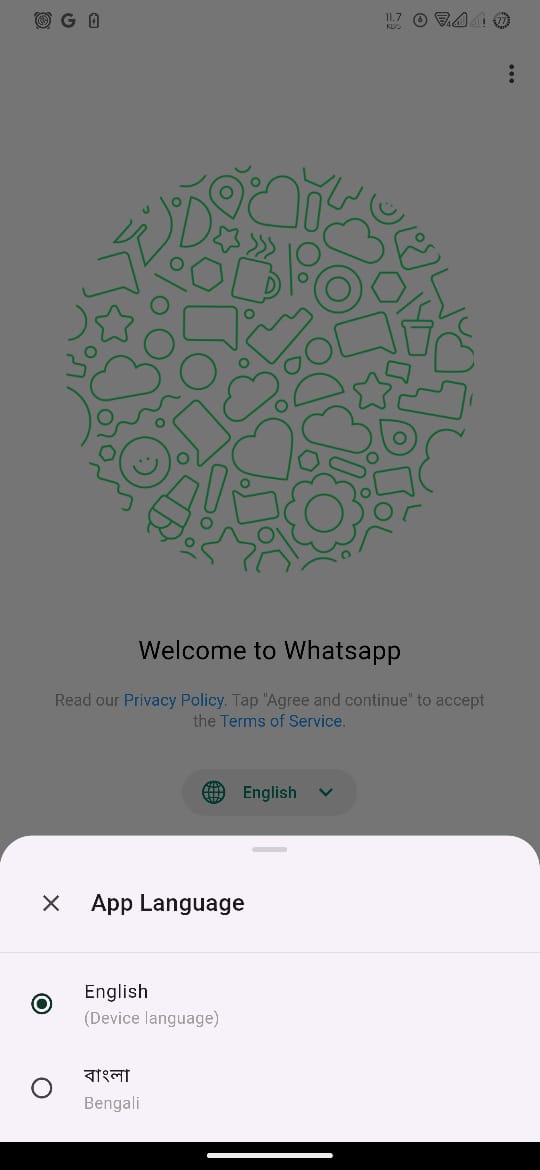 11.7
KB/S
77
Welcome to Whatsapp
Read our Privacy Policy. Tap "Agree and continue" to accept
the Terms of Service.
English
App Language
English
(Device language)
বাংলা
Bengali